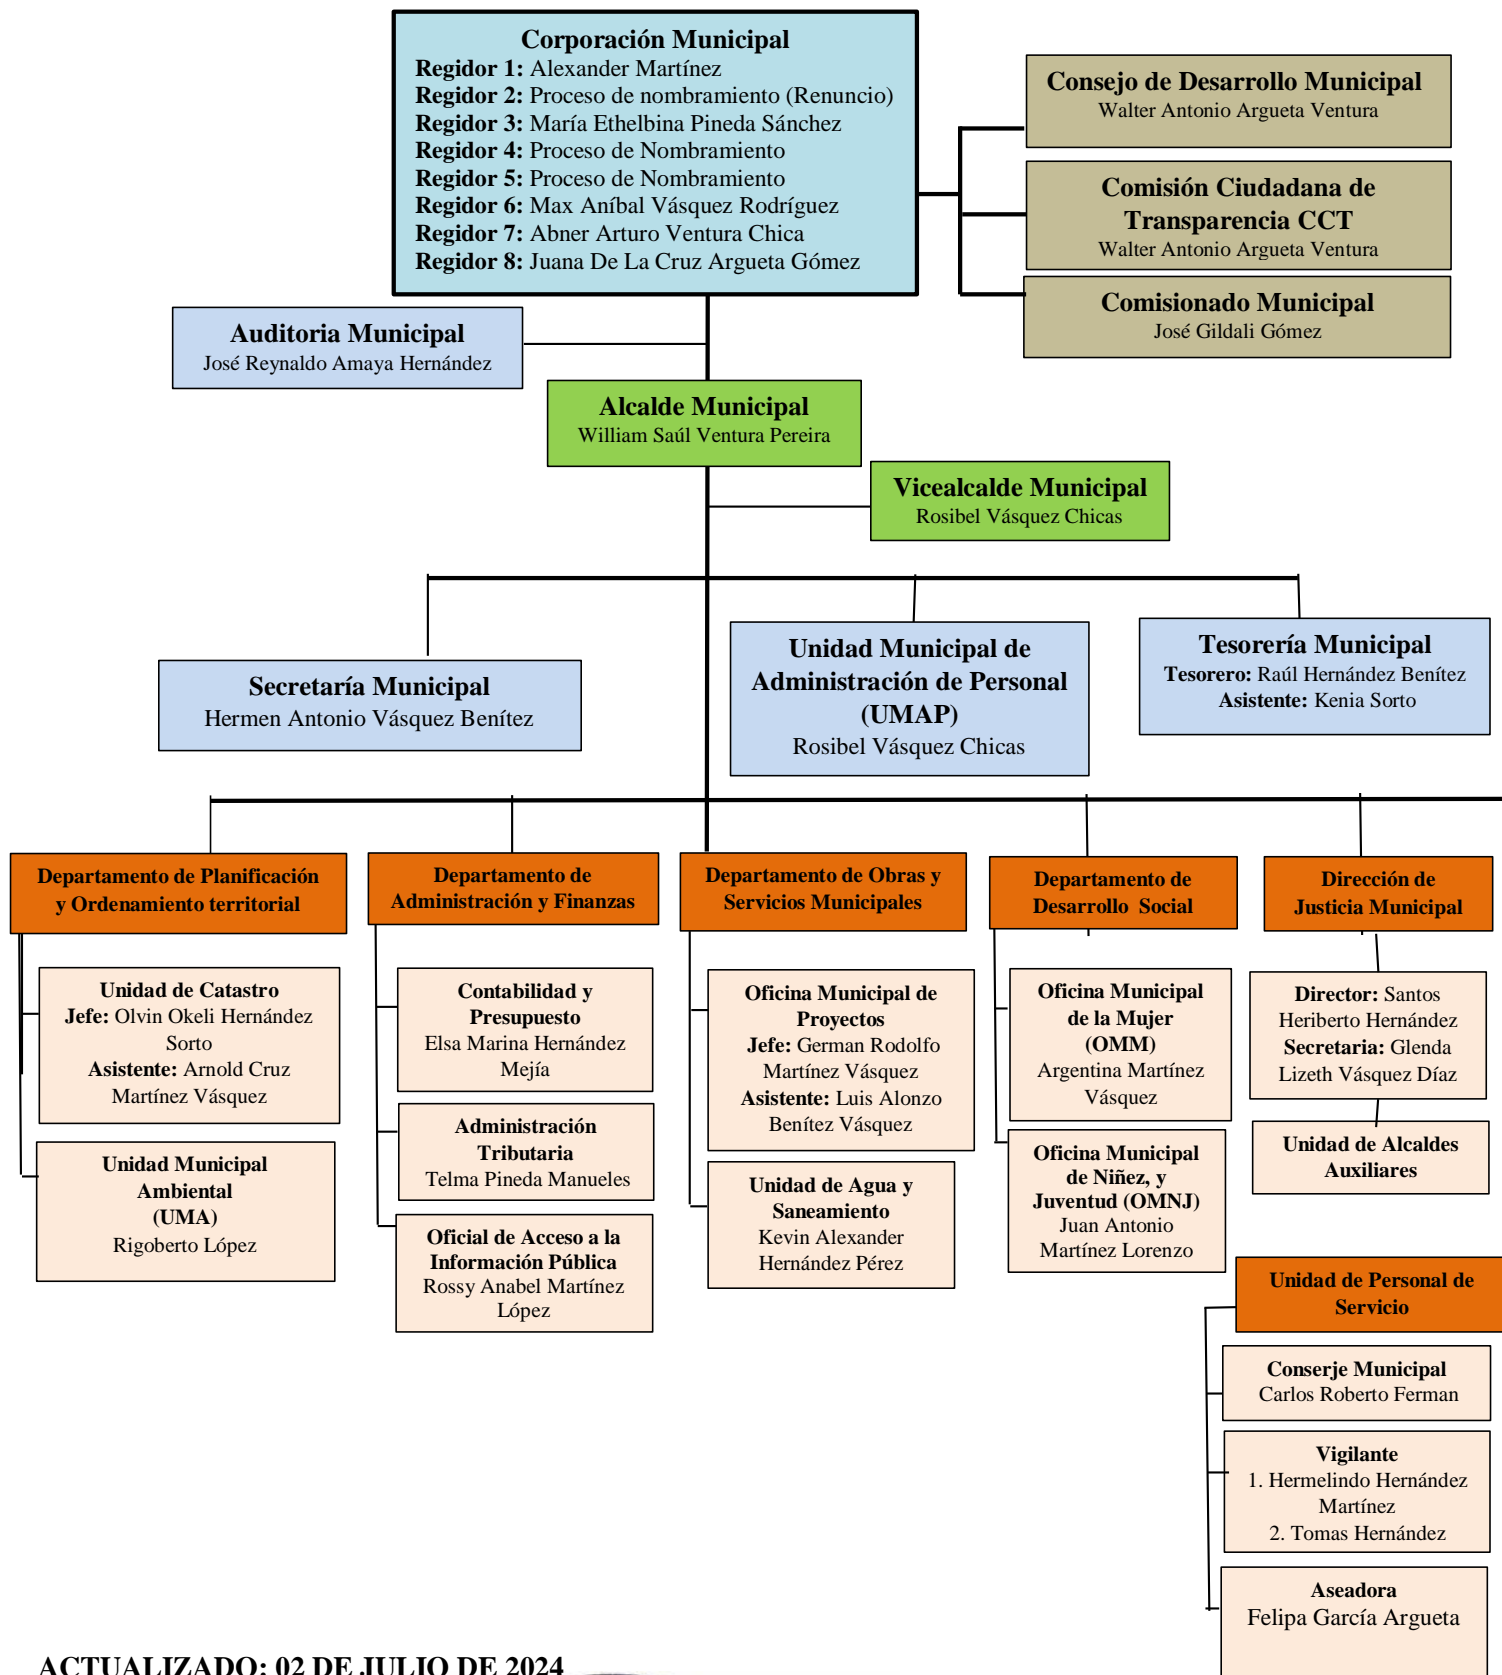 Corporación Municipal
Regidor 1: Alexander Martínez
Regidor 2: Proceso de nombramiento (Renuncio)
Regidor 3: María Ethelbina Pineda Sánchez
Regidor 4: Proceso de Nombramiento
Regidor 5: Proceso de Nombramiento
Regidor 6: Max Aníbal Vásquez Rodríguez
Regidor 7: Abner Arturo Ventura Chica
Regidor 8: Juana De La Cruz Argueta Gómez
Consejo de Desarrollo Municipal
Walter Antonio Argueta Ventura
Comisión Ciudadana de
Transparencia CCT
Walter Antonio Argueta Ventura
Comisionado Municipal
José Gildali Gómez
Auditoria Municipal
José Reynaldo Amaya Hernández
Alcalde Municipal
William Saúl Ventura Pereira
Vicealcalde Municipal
Rosibel Vásquez Chicas
Secretaría Municipal
Hermen Antonio Vásquez Benítez
Unidad Municipal de
Administración de Personal
(UMAP)
Rosibel Vásquez Chicas
Tesorería Municipal
Tesorero: Raúl Hernández Benítez
Asistente: Kenia Sorto
Departamento de Planificación
y Ordenamiento territorial
Unidad de Catastro
Jefe: Olvin Okeli Hernández
Sorto
Asistente: Arnold Cruz
Martínez Vásquez
Unidad Municipal
Ambiental
(UMA)
Rigoberto López
Departamento de
Administración y Finanzas
Contabilidad y
Presupuesto
Elsa Marina Hernández
Mejía
Administración
Tributaria
Telma Pineda Manueles
Oficial de Acceso a la
Información Pública
Rossy Anabel Martínez
López
Departamento de Obras y
Servicios Municipales
Oficina Municipal de
Proyectos
Jefe: German Rodolfo
Martínez Vásquez
Asistente: Luis Alonzo
Benítez Vásquez
Unidad de Agua y
Saneamiento
Kevin Alexander
Hernández Pérez
Departamento de
Desarrollo Social
Oficina Municipal
de la Mujer
(OMM)
Argentina Martínez
Vásquez
Oficina Municipal
de Niñez, y
Juventud (OMNJ)
Juan Antonio
Martínez Lorenzo
Dirección de
Justicia Municipal
Director: Santos
Heriberto Hernández
Secretaria: Glenda
Lizeth Vásquez Díaz
Unidad de Alcaldes
Auxiliares
Unidad de Personal de
Servicio
Conserje Municipal
Carlos Roberto Ferman
Vigilante
1. Hermelindo Hernández
Martínez
2. Tomas Hernández
Aseadora
Felipa García Argueta
ACTUALIZADO: 02 DE JULIO DE 2024